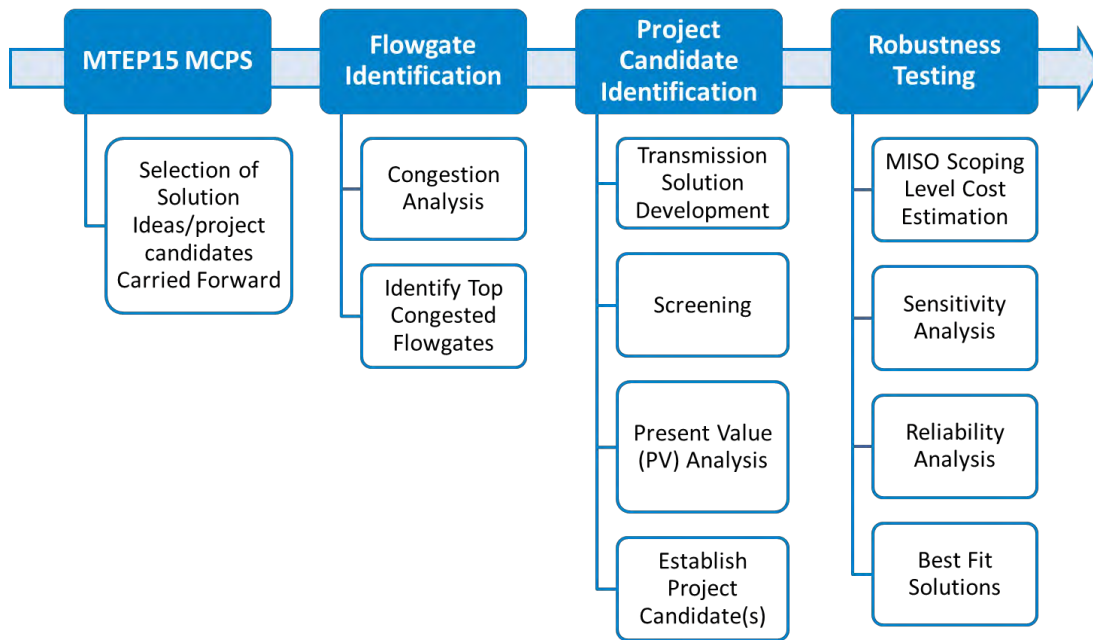 MTEP15 MCPS
Flowgate
Identification
Project
Candidate
Identification
Robustness
Testing
Selection of
Solution
Ideas/project
candidates
Carried Forward
Congestion
Analysis
Identify Top
Congested
Flowgates
Transmission
Solution
Development
Screening
Present Value
(PV) Analysis
Establish
Project
Candidate(s)
MISO Scoping
Level Cost
Estimation
Sensitivity
Analysis
Reliability
Analysis
Best Fit
Solutions